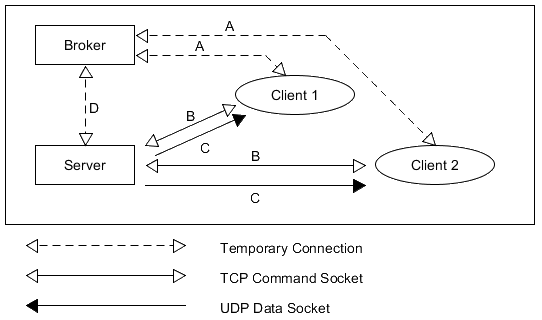 A
Broker
A
Client 1
D
B
C
Server
B
Client 2
C
Temporary Connection
TCP Command Socket
UDP Data Socket